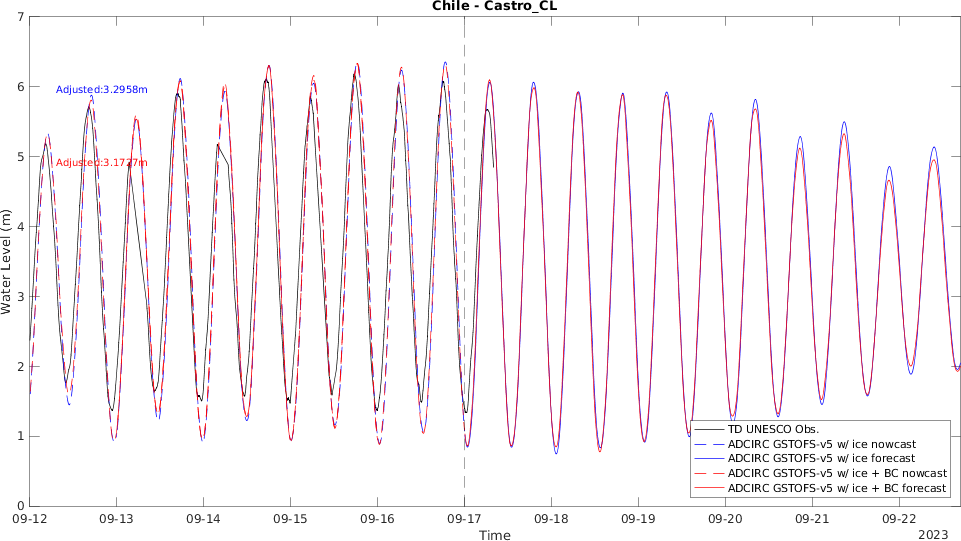 Chile - Castro_CL
7
6
5
4
3
2
1
0
Water Level (m)
Adjusted:3.2958m
Adjusted:3.1727m
TD UNESCO Obs.
ADCIRC GSTOFS-v5 w/ ice nowcast
ADCIRC GSTOFS-v5 w/ ice forecast
ADCIRC GSTOFS-v5 w/ ice + BC nowcast
ADCIRC GSTOFS-v5 w/ ice + BC forecast
09-12 09-13 09-14 09-15 09-16 09-17 09-18 09-19 09-20 09-21 09-22
Time
2023